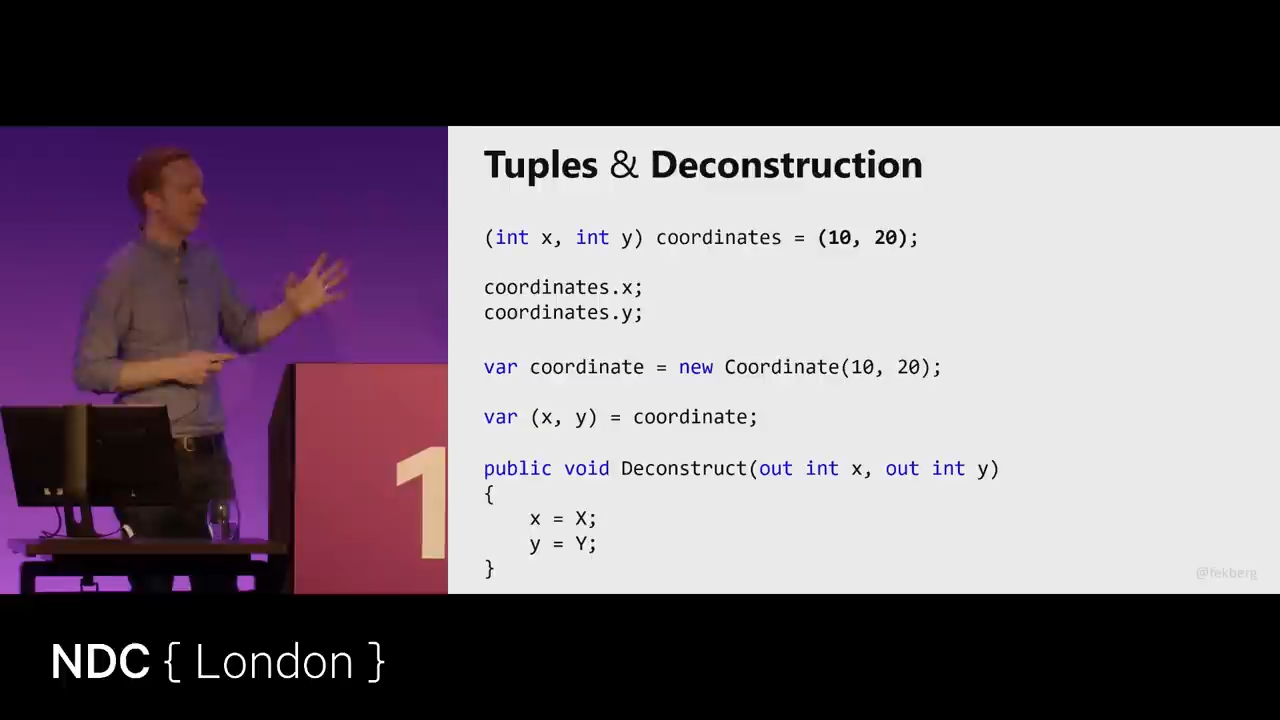 Tuples & Deconstruction
(int x, int y) coordinates = (10, 20);
coordinates.x;
coordinates.y;
var coordinate = new Coordinate(10, 20);
var (x, y) = coordinate;
public void Deconstruct(out int x, out int y)
{
    x = X;
    y = Y;
}
@fekberg
1
NDC { London }